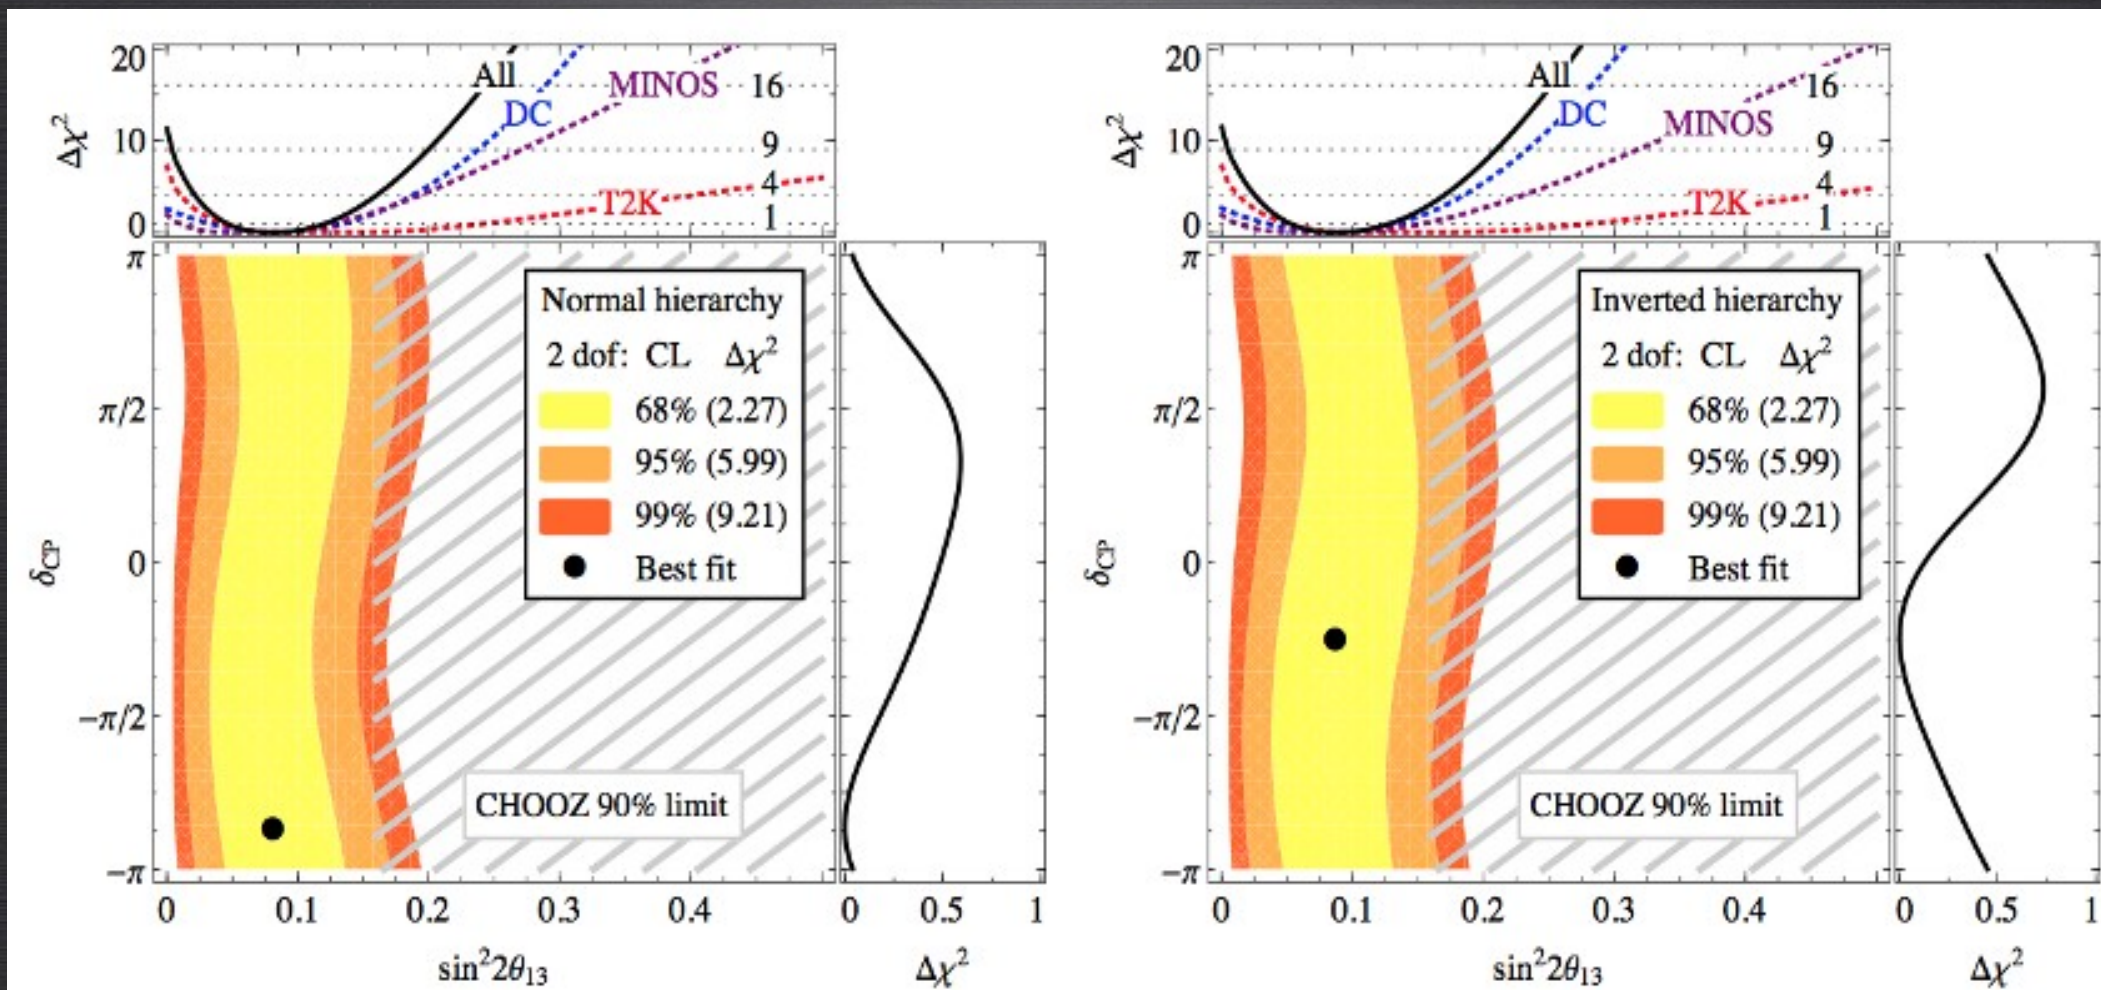 20
10
0
Δχ²
All
DC
MINOS
T2K
16
9
4
1
π
π/2
0
−π/2
−π
δCP
Normal hierarchy
2 dof: CL Δχ²
68% (2.27)
95% (5.99)
99% (9.21)
Best fit
CHOOZ 90% limit
0 0.1 0.2 0.3 0.4
sin²2θ₁₃
0 0.5 1
Δχ²
20
10
0
Δχ²
All
DC
MINOS
T2K
16
9
4
1
π
π/2
0
−π/2
−π
δCP
Inverted hierarchy
2 dof: CL Δχ²
68% (2.27)
95% (5.99)
99% (9.21)
Best fit
CHOOZ 90% limit
0 0.1 0.2 0.3 0.4
sin²2θ₁₃
0 0.5 1
Δχ²